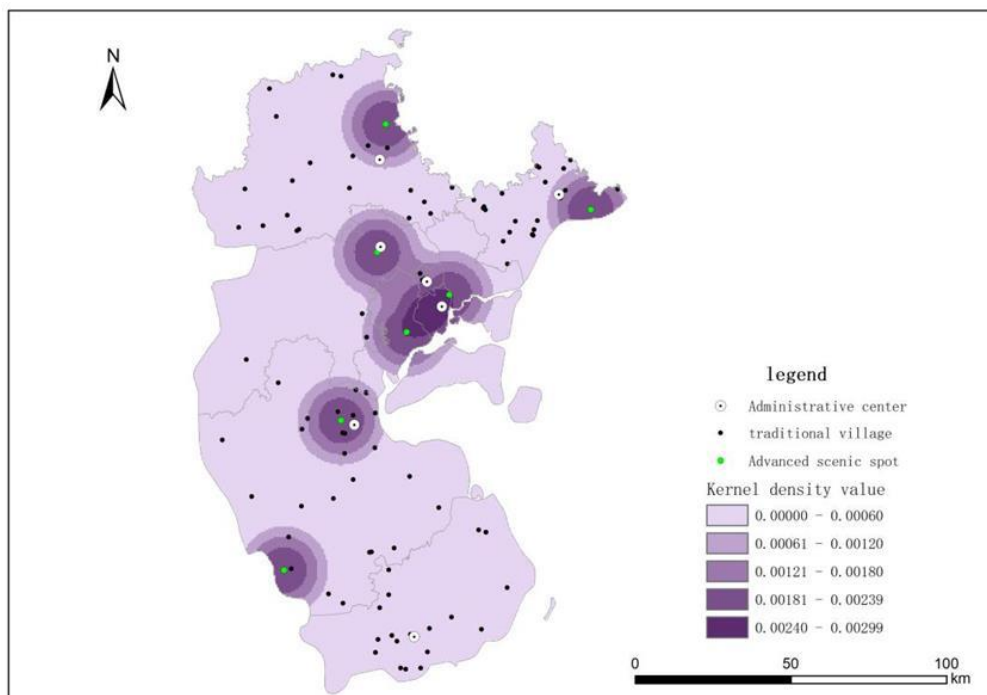 N
legend
Administrative center
traditional village
Advanced scenic spot
Kernel density value
0.00000 - 0.00060
0.00061 - 0.00120
0.00121 - 0.00180
0.00181 - 0.00239
0.00240 - 0.00299
0 50 100
km